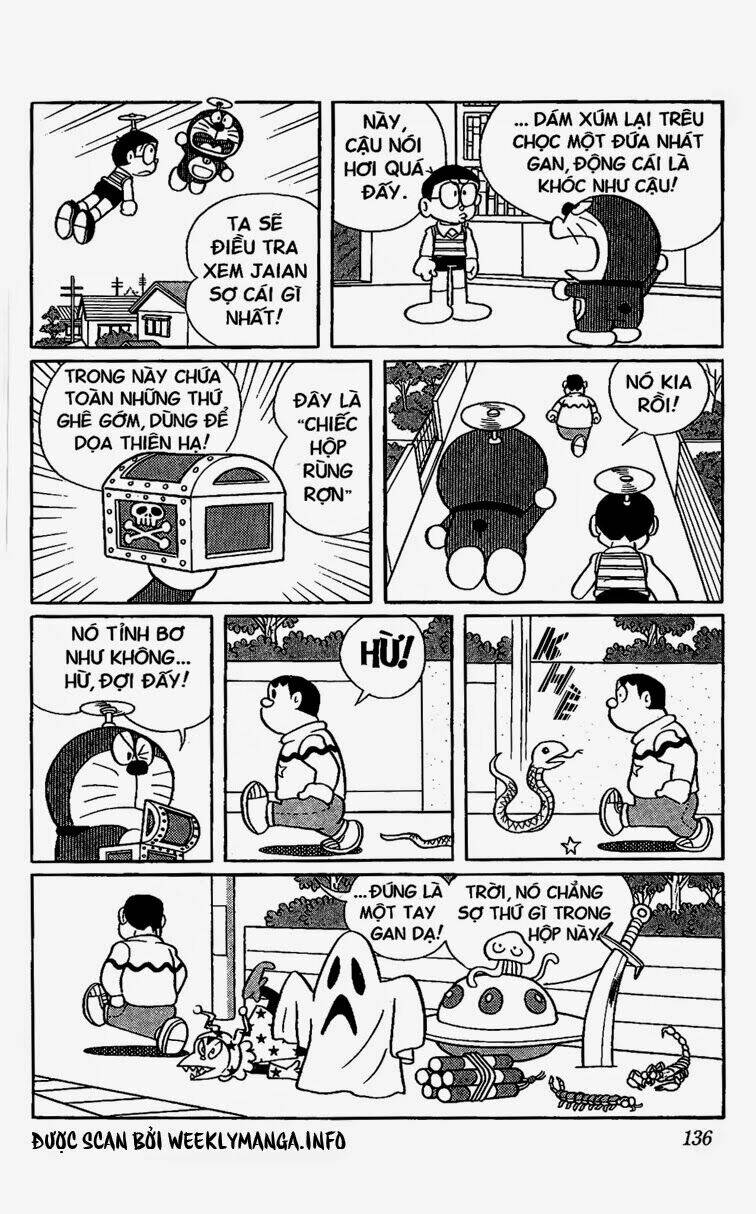 ... DÁM XÚM LẠI TRÊU
CHỌC MỘT ĐỨA NHÁT
GAN, ĐỘNG CÁI LÀ
KHÓC NHƯ CẬU!
NÀY,
CẬU NÓI
HƠI QUÁ
ĐẤY.
TA SẼ
ĐIỀU TRA
XEM JAIAN
SỢ CÁI GÌ
NHẤT!
NÓ KIA
RỒI!
ĐÂY LÀ
"CHIẾC
HỘP
RÙNG
RỢN"
TRONG NÀY CHỨA
TOÀN NHỮNG THỨ
GHÊ GỚM, DÙNG ĐỂ
DỌA THIÊN HẠ!
KHÈ
HỪ!
NÓ TỈNH BƠ
NHƯ KHÔNG...
HỪ, ĐỢI ĐẤY!
TRỜI, NÓ CHẲNG
SỢ THỨ GÌ TRONG
HỘP NÀY
...ĐÚNG LÀ
MỘT TAY
GAN DẠ!
ĐƯỢC SCAN BỞI WEEKLYMANGA.INFO
136